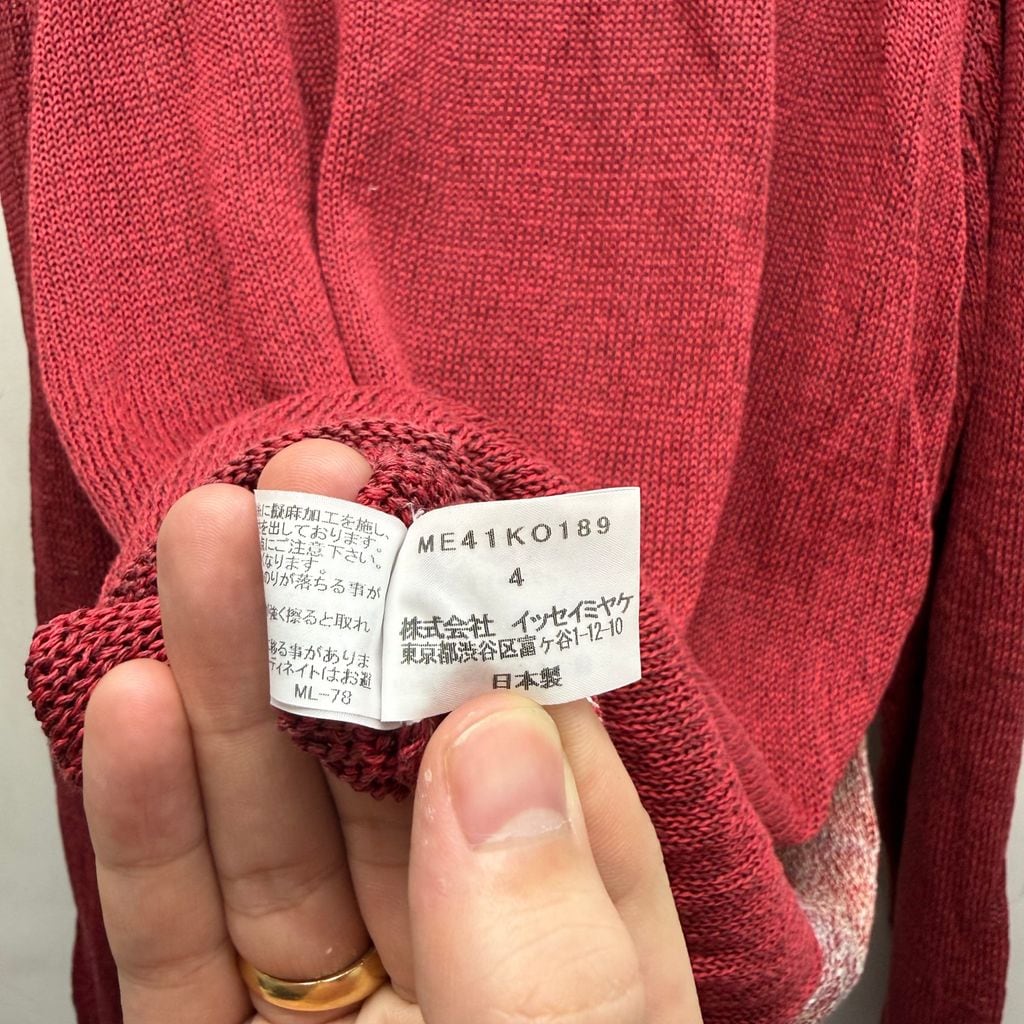 に擬麻加工を施し、
を出しております。
にご注意下さい。
なります。
のりが落ちる事が
強く擦ると取れ
る事がありま
ィネイトはお避
ML-78
ME41KO189
4
株式会社 イッセイミヤケ
東京都渋谷区富ヶ谷1-12-10
日本製